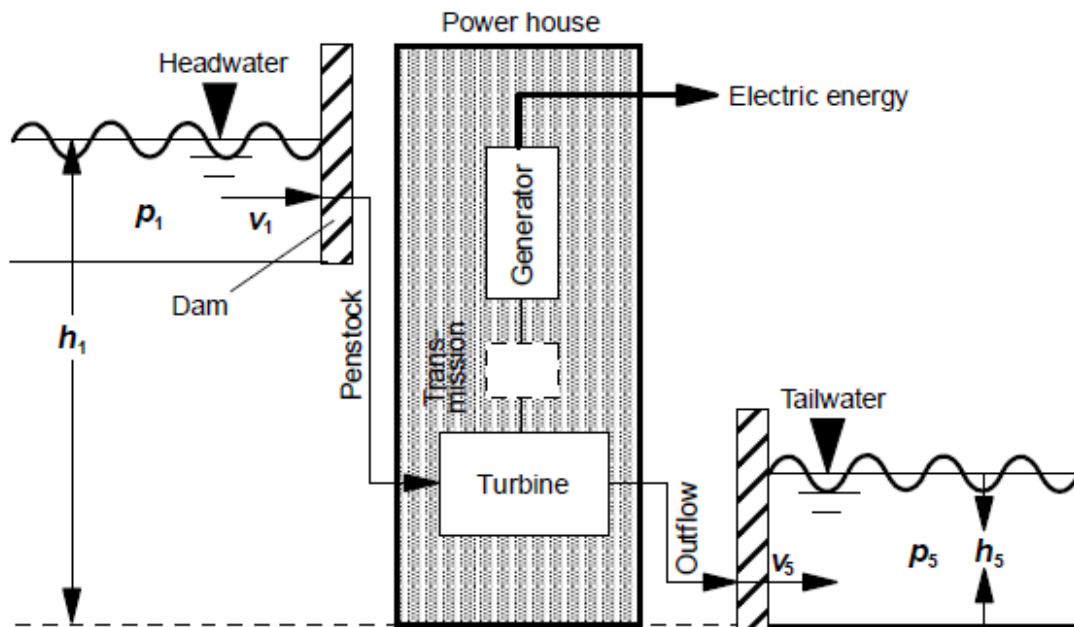 Power house
Headwater
Electric energy
Generator
p1
v1
Dam
h1
Penstock
Trans-
mission
Turbine
Tailwater
Outflow
v5
p5
h5